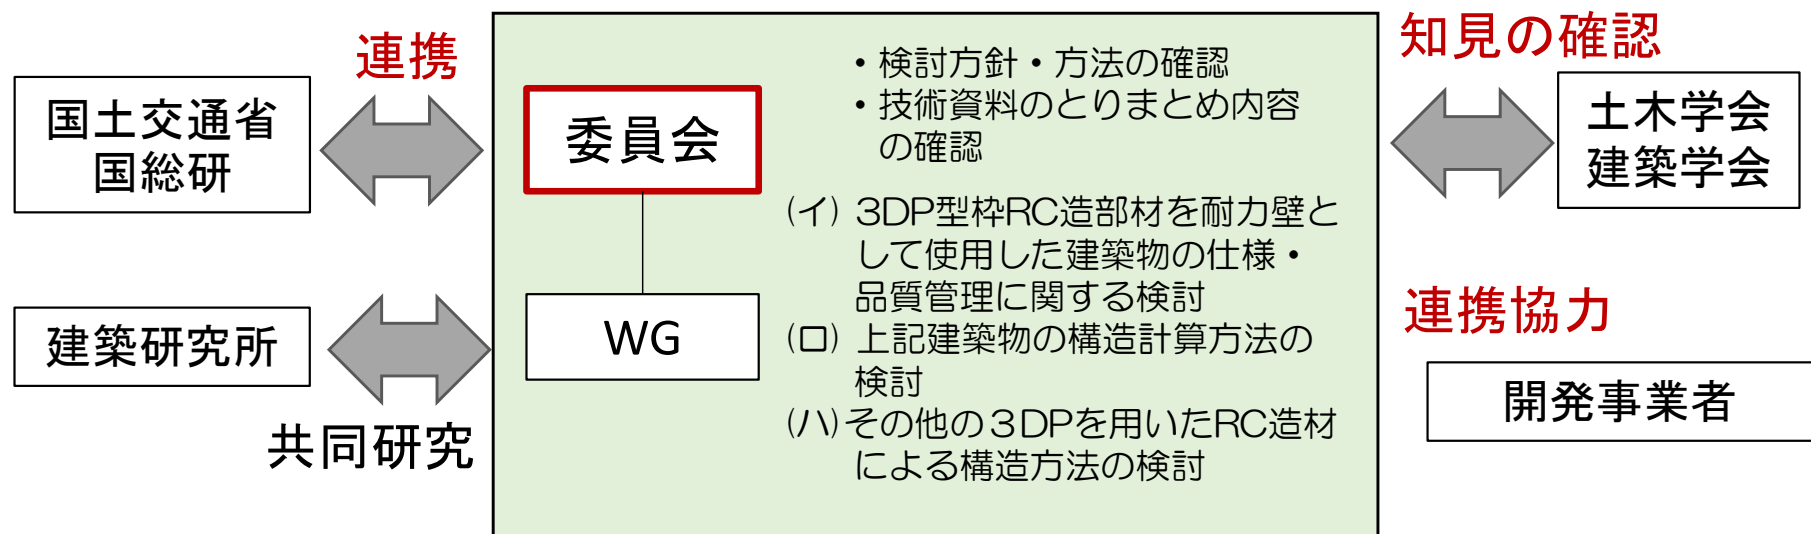 連携
国土交通省
国総研
建築研究所
共同研究
委員会
WG
・検討方針・方法の確認
・技術資料のとりまとめ内容
の確認
(イ) 3DP型枠RC造部材を耐力壁と
して使用した建築物の仕様・
品質管理に関する検討
(ロ) 上記建築物の構造計算方法の
検討
(ハ)その他の3DPを用いたRC造材
による構造方法の検討
知見の確認
土木学会
建築学会
連携協力
開発事業者